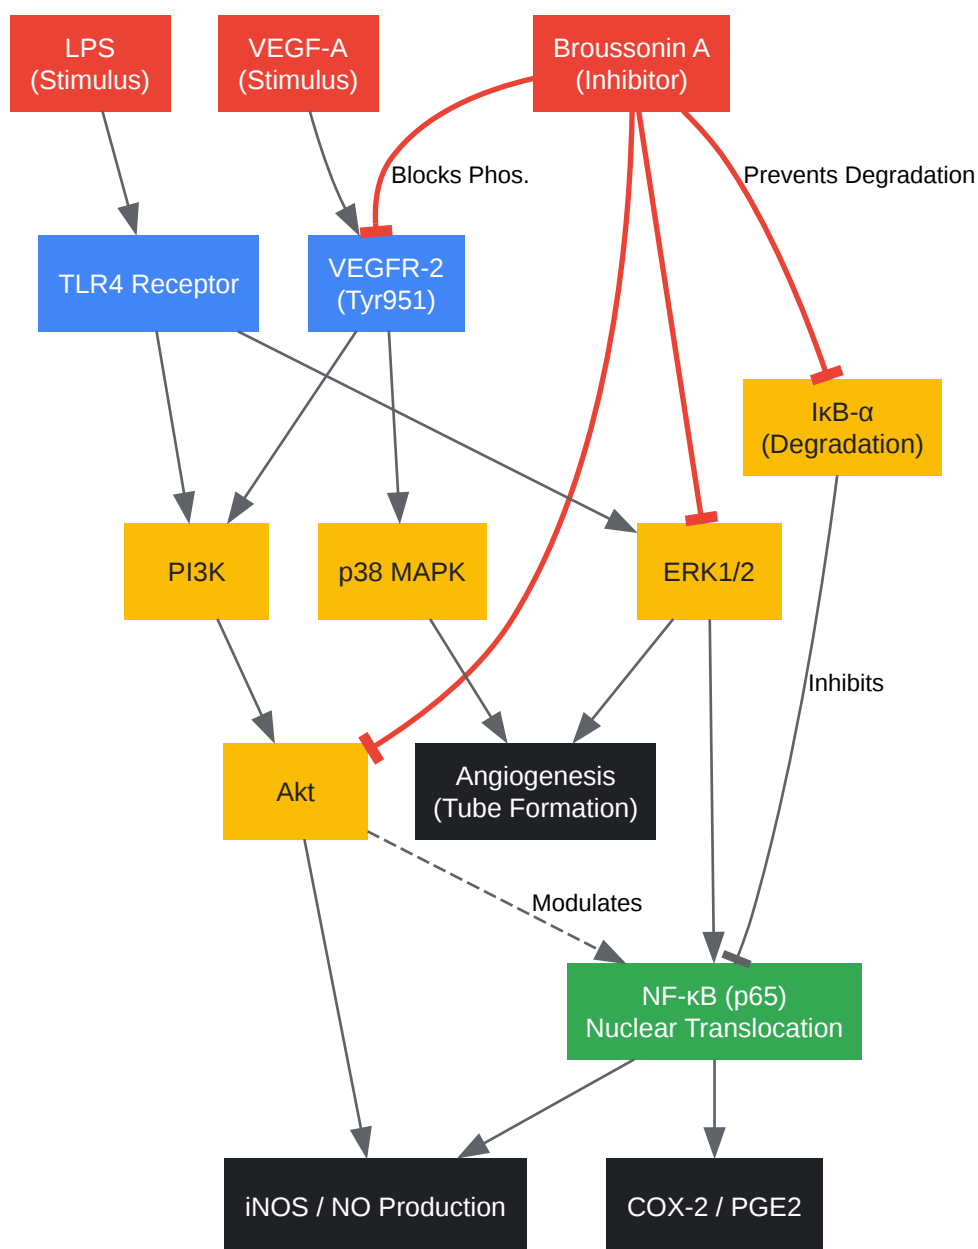 LPS
(Stimulus)
VEGF-A
(Stimulus)
Broussonin A
(Inhibitor)
Blocks Phos.
Prevents Degradation
TLR4 Receptor
VEGFR-2
(Tyr951)
IκB-α
(Degradation)
PI3K
p38 MAPK
ERK1/2
Inhibits
Akt
Angiogenesis
(Tube Formation)
Modulates
NF-κB (p65)
Nuclear Translocation
iNOS / NO Production
COX-2 / PGE2